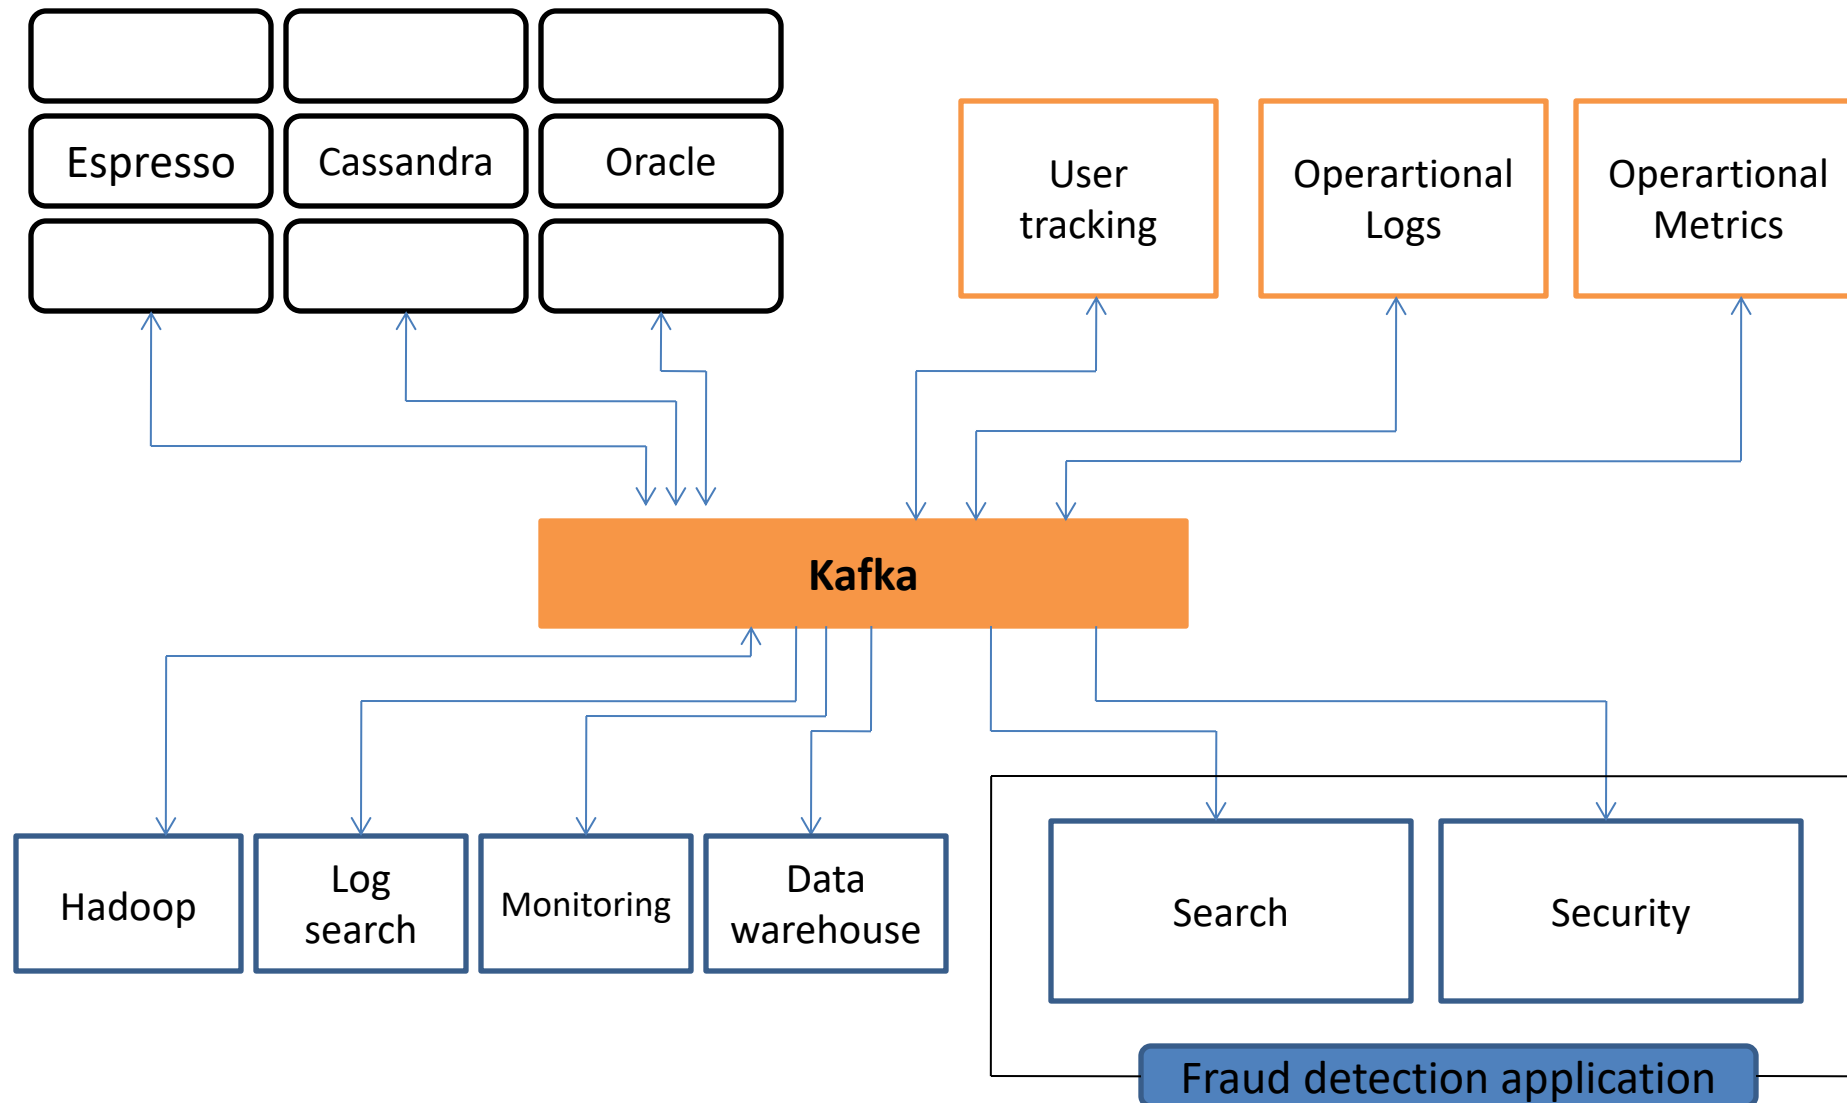 Espresso
Cassandra
Oracle
User
tracking
Operartional
Logs
Operartional
Metrics
Kafka
Hadoop
Log
search
Monitoring
Data
warehouse
Search
Security
Fraud detection application